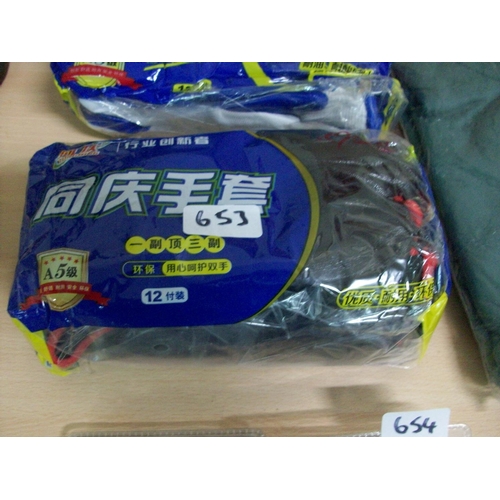 行业创新者
同庆手套
653
一副顶三副
A5级
环保 用心呵护双手
12付装
654